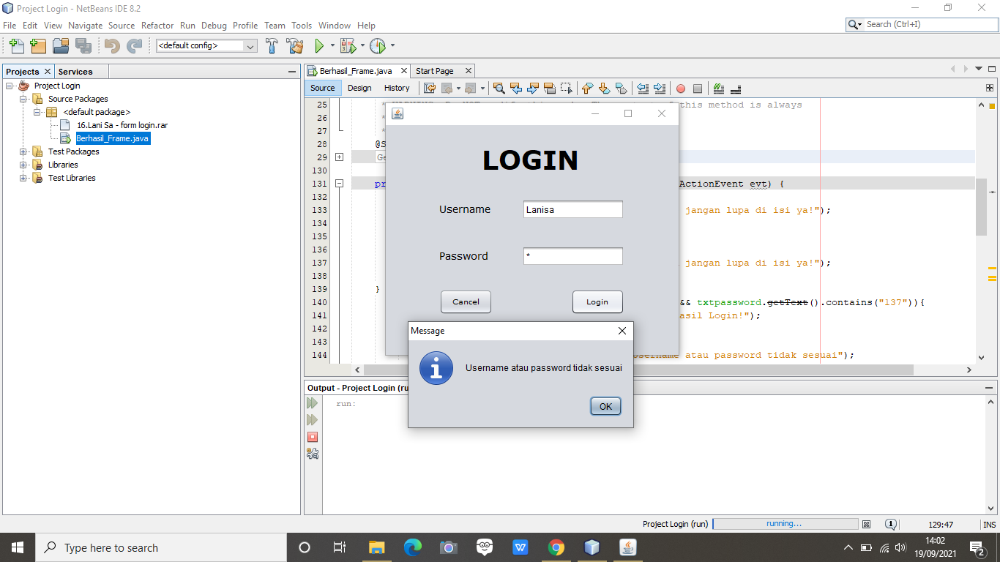 Project Login - NetBeans IDE 8.2
File Edit View Navigate Source Refactor Run Debug Profile Team Tools Window Help
Search (Ctrl+I)
<default config>
Projects Services
Project Login
Source Packages
<default package>
16.Lani Sa - form login.rar
Berhasil_Frame.java
Test Packages
Libraries
Test Libraries
Berhasil_Frame.java Start Page
Source Design History
25 this method is always
26 *
27 *
28 @S
29 Ge
130
131 pr ActionEvent evt) {
132
133 jangan lupa di isi ya!");
134
135
136
137 jangan lupa di isi ya!");
138
139 }
140 && txtpassword.getText().contains("137")){
141 asil Login!");
142
143
144 sername atau password tidak sesuai");
LOGIN
Username Lanisa
Password *
Cancel Login
Message
Username atau password tidak sesuai
OK
Output - Project Login (ru
run:
Project Login (run) running... 1 129:47 INS
Type here to search
14:02
19/09/2021
2